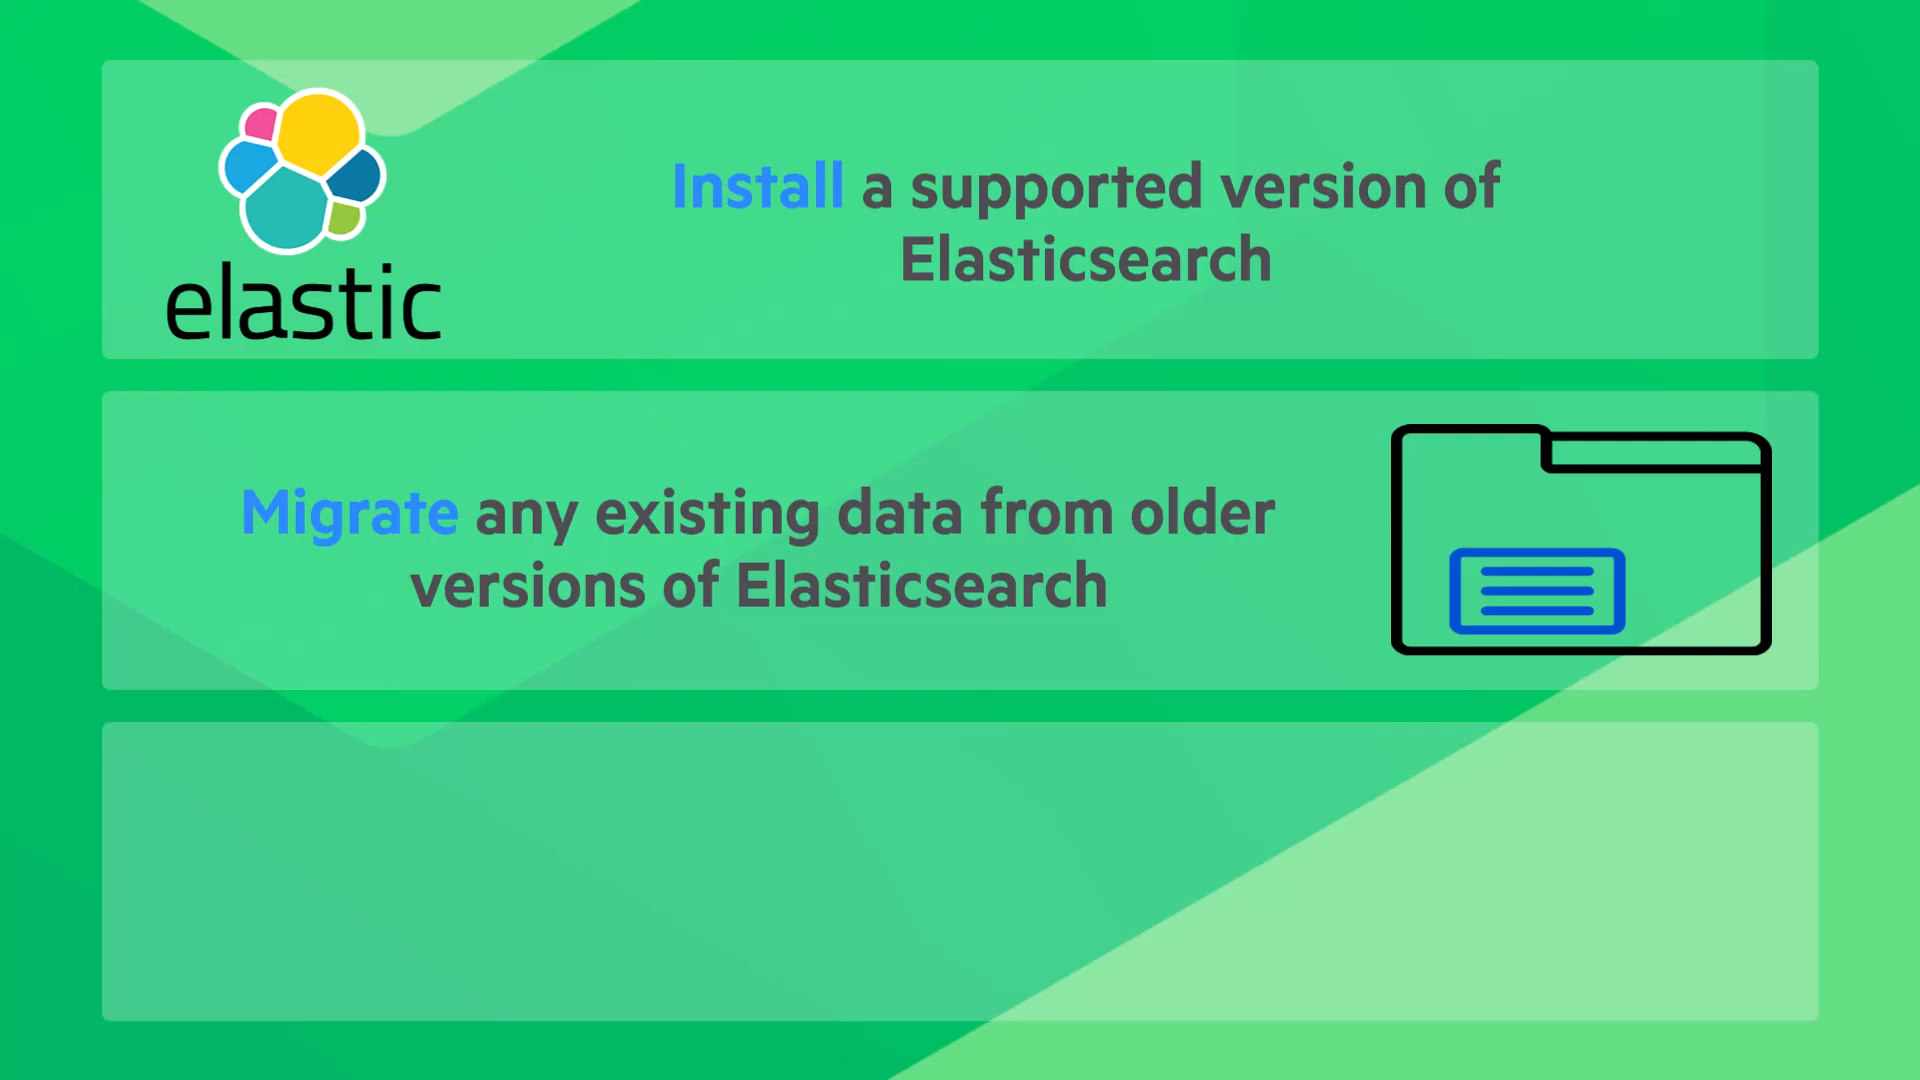 elastic
Install a supported version of
Elasticsearch
Migrate any existing data from older
versions of Elasticsearch